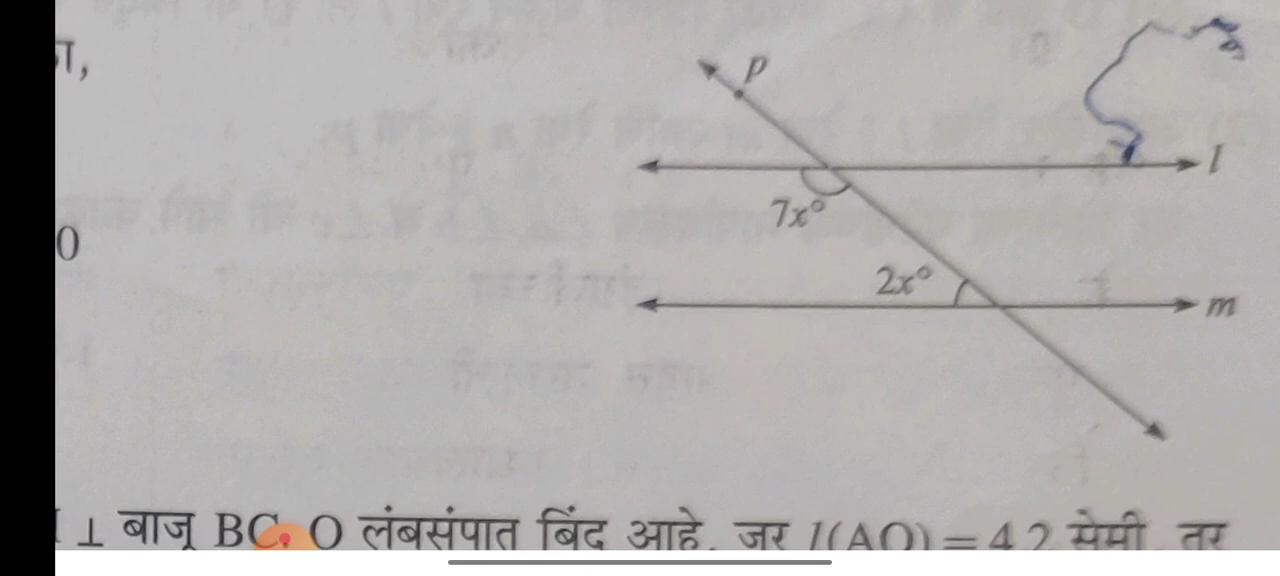 p
l
7x°
0
2x°
m
⊥ बाजू BC. O लंबसंपात बिंदू आहे. जर l(AO) = 4.2 सेमी तर